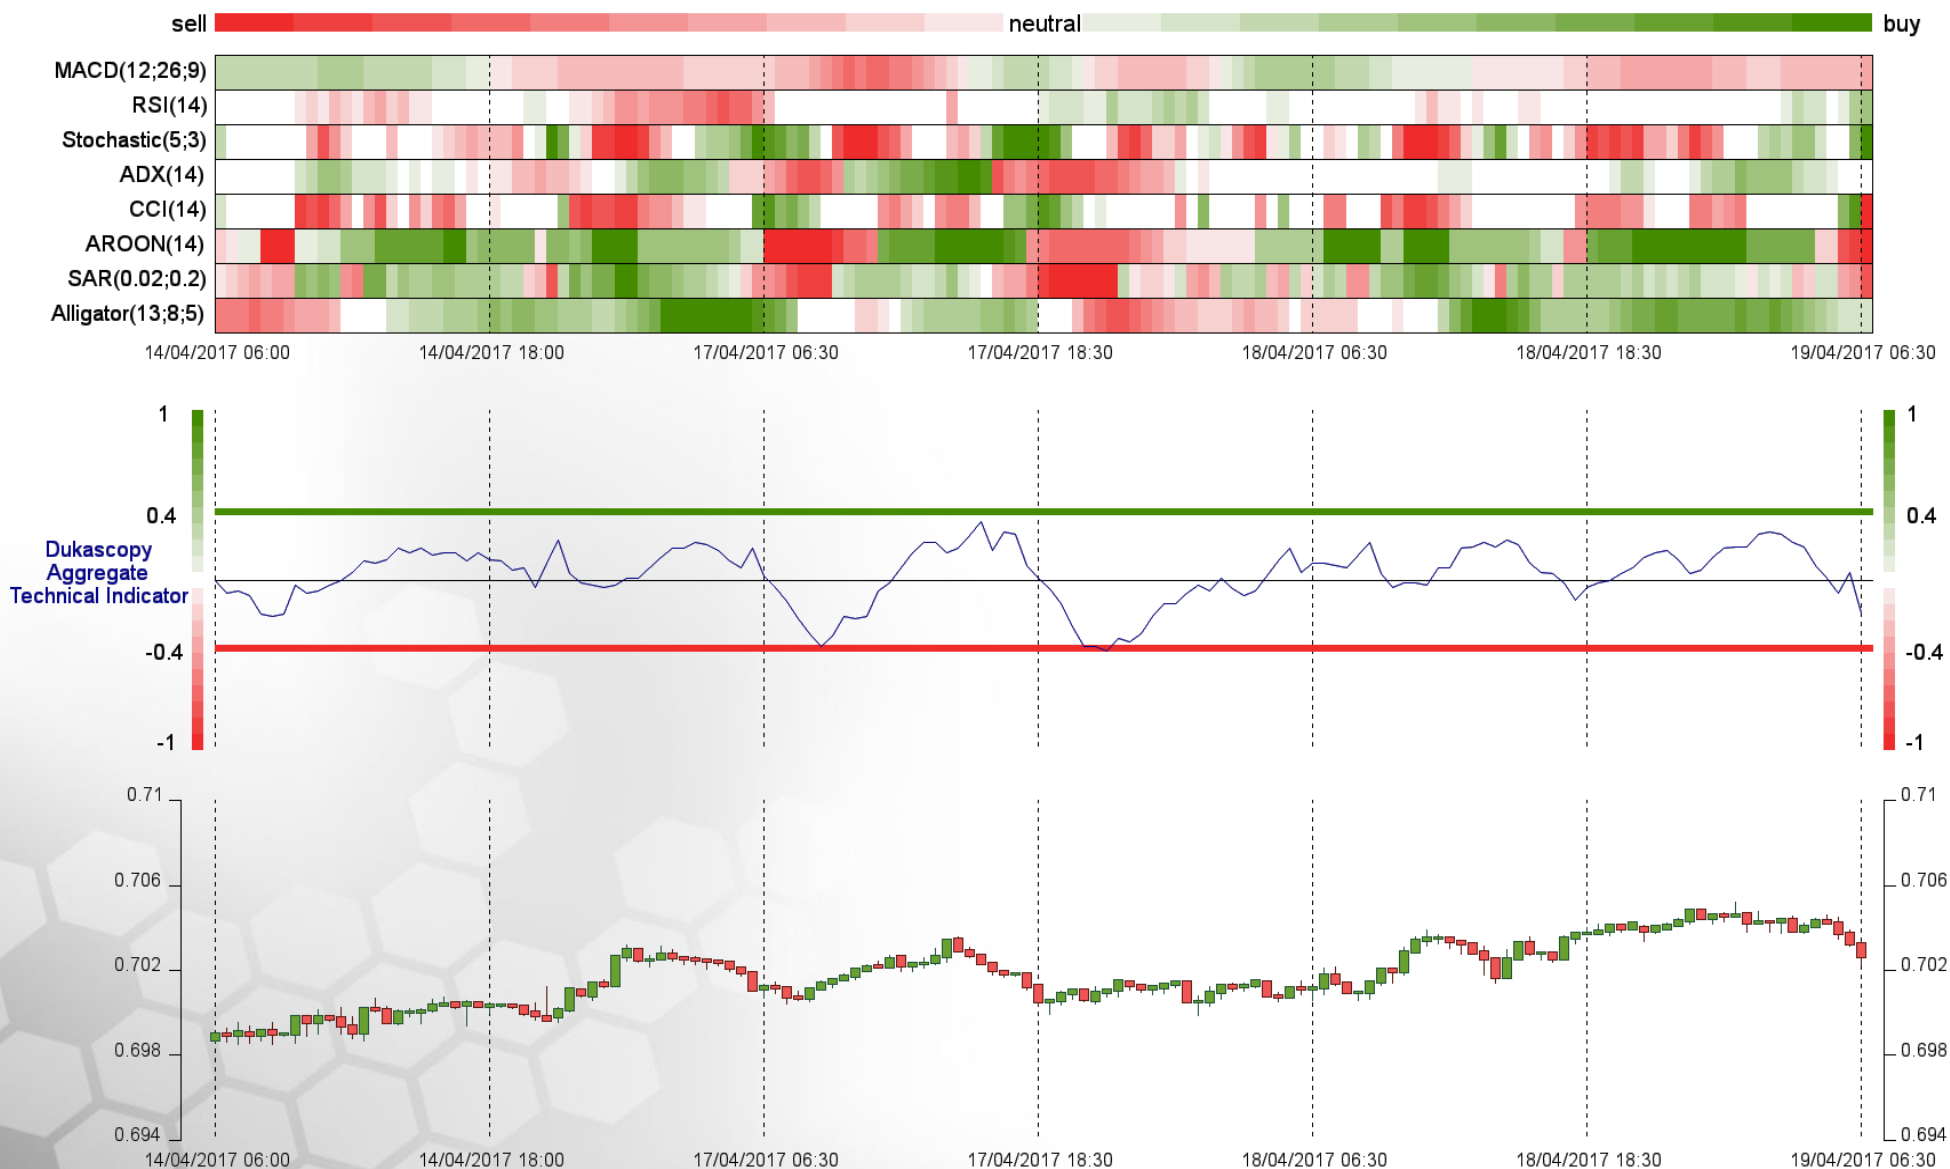 sell neutral buy
MACD(12;26;9)
RSI(14)
Stochastic(5;3)
ADX(14)
CCI(14)
AROON(14)
SAR(0.02;0.2)
Alligator(13;8;5)
14/04/2017 06:00 14/04/2017 18:00 17/04/2017 06:30 17/04/2017 18:30 18/04/2017 06:30 18/04/2017 18:30 19/04/2017 06:30
1 1
0.4 0.4
Dukascopy
Aggregate
Technical Indicator
-0.4 -0.4
-1 -1
0.71 0.71
0.706 0.706
0.702 0.702
0.698 0.698
0.694 0.694
14/04/2017 06:00 14/04/2017 18:00 17/04/2017 06:30 17/04/2017 18:30 18/04/2017 06:30 18/04/2017 18:30 19/04/2017 06:30